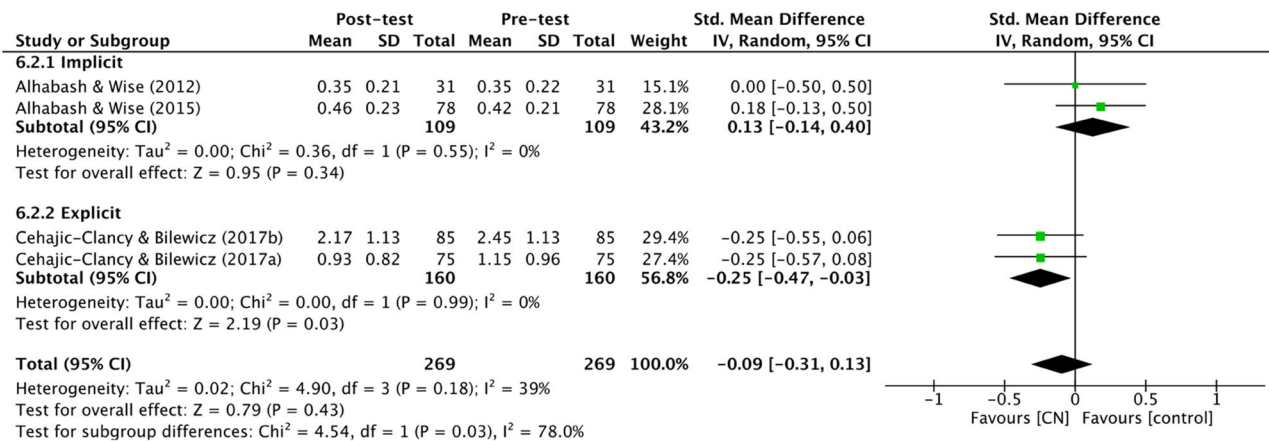 Post-test Pre-test Std. Mean Difference Std. Mean Difference
Study or Subgroup Mean SD Total Mean SD Total Weight IV, Random, 95% CI IV, Random, 95% CI
6.2.1 Implicit
Alhabash & Wise (2012) 0.35 0.21 31 0.35 0.22 31 15.1% 0.00 [-0.50, 0.50]
Alhabash & Wise (2015) 0.46 0.23 78 0.42 0.21 78 28.1% 0.18 [-0.13, 0.50]
Subtotal (95% CI) 109 109 43.2% 0.13 [-0.14, 0.40]
Heterogeneity: Tau² = 0.00; Chi² = 0.36, df = 1 (P = 0.55); I² = 0%
Test for overall effect: Z = 0.95 (P = 0.34)
6.2.2 Explicit
Cehajic-Clancy & Bilewicz (2017b) 2.17 1.13 85 2.45 1.13 85 29.4% -0.25 [-0.55, 0.06]
Cehajic-Clancy & Bilewicz (2017a) 0.93 0.82 75 1.15 0.96 75 27.4% -0.25 [-0.57, 0.08]
Subtotal (95% CI) 160 160 56.8% -0.25 [-0.47, -0.03]
Heterogeneity: Tau² = 0.00; Chi² = 0.00, df = 1 (P = 0.99); I² = 0%
Test for overall effect: Z = 2.19 (P = 0.03)
Total (95% CI) 269 269 100.0% -0.09 [-0.31, 0.13]
Heterogeneity: Tau² = 0.02; Chi² = 4.90, df = 3 (P = 0.18); I² = 39%
Test for overall effect: Z = 0.79 (P = 0.43)
Test for subgroup differences: Chi² = 4.54, df = 1 (P = 0.03), I² = 78.0%
-1 -0.5 0 0.5 1
Favours [CN] Favours [control]